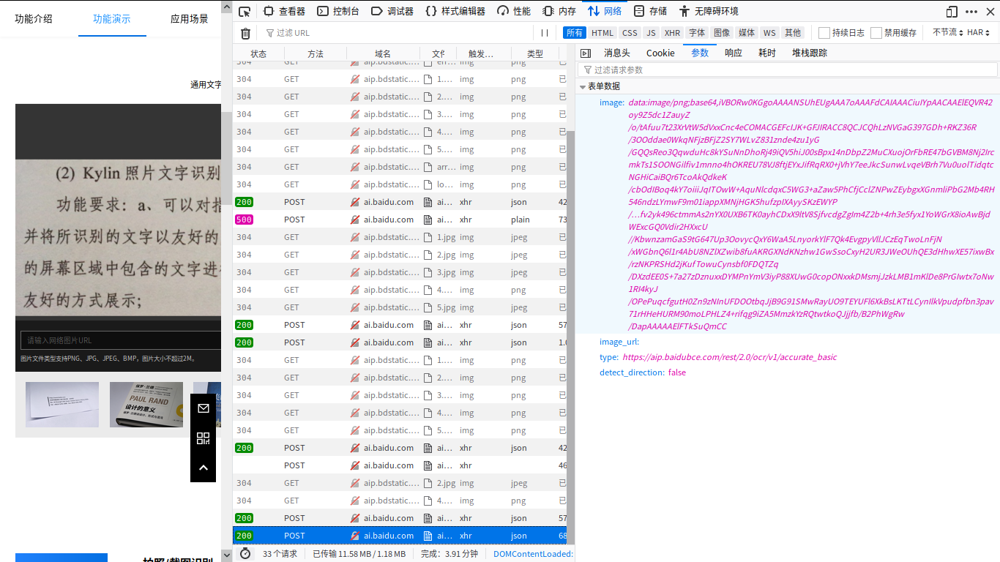 功能介绍 功能演示 应用场景
通用文字
(2) Kylin 照片文字识别
功能要求：a、可以对指
并将所识别的文字以友好的
的屏幕区域中包含的文字进
友好的方式展示;
请输入网络图片URL
图片文件类型支持PNG、JPG、JPEG、BMP，图片大小不超过2M。
PAUL RAND
设计的意义
拍照/截图识别
查看器 控制台 调试器 样式编辑器 性能 内存 网络 存储 无障碍环境
过滤 URL
所有 HTML CSS JS XHR 字体 图像 媒体 WS 其他 持续日志 禁用缓存 不节流 HAR
状态 方法 域名 文件 触发… 类型
304 GET aip.bdstatic.… err… img png 已
304 GET aip.bdstatic.… 1.… img png 已
304 GET aip.bdstatic.… 2.… img png 已
304 GET aip.bdstatic.… 3.… img png 已
304 GET aip.bdstatic.… 4.… img png 已
304 GET aip.bdstatic.… 5.… img png 已
304 GET aip.bdstatic.… arr… img png 已
304 GET aip.bdstatic.… lo… img png 已
200 POST ai.baidu.com ai… xhr json 42
500 POST ai.baidu.com ai… xhr plain 73
304 GET aip.bdstatic.… 1.jpg img jpeg 已
304 GET aip.bdstatic.… 2.jpg img jpeg 已
304 GET aip.bdstatic.… 3.jpg img jpeg 已
304 GET aip.bdstatic.… 4.… img png 已
304 GET aip.bdstatic.… 5.jpg img jpeg 已
200 POST ai.baidu.com ai… xhr json 57
200 POST ai.baidu.com ai… xhr json 1.0
304 GET aip.bdstatic.… 1.… img png 已
304 GET aip.bdstatic.… 2.… img png 已
304 GET aip.bdstatic.… 3.… img png 已
304 GET aip.bdstatic.… 4.… img png 已
304 GET aip.bdstatic.… 5.… img png 已
200 POST ai.baidu.com ai… xhr json 42
POST ai.baidu.com ai… xhr 46
304 GET aip.bdstatic.… 2.jpg img jpeg 已
304 GET aip.bdstatic.… 4.… img png 已
200 POST ai.baidu.com ai… xhr json 57
200 POST ai.baidu.com ai… xhr json 68
33 个请求 已传输 11.58 MB / 1.18 MB 完成：3.91 分钟 DOMContentLoaded:
消息头 Cookie 参数 响应 耗时 堆栈跟踪
过滤请求参数
表单数据
image: data:image/png;base64,iVBORw0KGgoAAAANSUhEUgAAA7oAAAFdCAIAAACiuIYpAACAAElEQVR42
oy9Z5dc1ZauyZ
/o/tAfuu7t23XrVtW5dVxxCnc4eCOMACGEFcIJK+GFJIRACC8QCJCQhLzNVGaG397GDh+RKZ36R
/3OOddae0WkqNFjzBFjZ2SY7WLvZ831znde4zu1yG
/GQQsReo3QqwduHc8kYSuNnDhoRj49iQV5hiJ00sBpx14nDbpZ2MuCXuojOrFbRE47bGVBM8Nj2Irc
mkTs1SOONGilfiv1mnno4hOKREU78VJ8ftjEYxJifRqRX0+jVhY7eeJkcSunwLvqeVBrh7Vu0uolTidqtc
NGHiCaiBQr6TcoAkQdkeK
/cbOdIBoq4kY7oiiiJqITOwW+AquNlcdqxC5WG3+aZaw5PhCfjCclZNPwZEybgxXGnmliPbG2Mb4RH
546ndzLYmwF9m01iappXMNjHGK5hufzpIXAyySKzEWYP
/…fv2yk496ctmmAs2nYX0UXB6TK0ayhCDxX9ltV8SjfvcdgZgIm4Z2b+4rh3e5fyx1YoWGrX8ioAwBjd
WExcGQ0Vdir2HXxcU
//KbwnzamGaS9tG647Up3OovycQxY6WaA5LnyorkYlF7Qk4EvgpyVllJCzEqTwoLnFjN
/xWGbnQ6l1r4AbU8NZlXZwib8fuAKRGXNdKNzhw1GwSsoCxyH2UR3JWeOUhQE3dHhwXE57ixwBx
/rzNKPRSHd2jKufTowuCynsbf0FDQTZq
/DXzdEE0S+7a27zDznuxxDYMPnYmV3iyP88XUwG0copONxxkDMsmjJzkLMB1mKlDe8PrGIwtx7oNw
1RI4kyJ
/OPePuqcfgutH0Zn9zNInUFDOOtbqJjB9G91SMwRayUO9TEYUFl6XkBsLKTtLCynIlkVpudpfbn3pav
71rHHeHURM90moLPHLZ4+rifqg9iZA5MmzkYzRQtwtkoQJjjfb/B2PhWgRw
/DapAAAAAElFTkSuQmCC
image_url:
type: https://aip.baidubce.com/rest/2.0/ocr/v1/accurate_basic
detect_direction: false